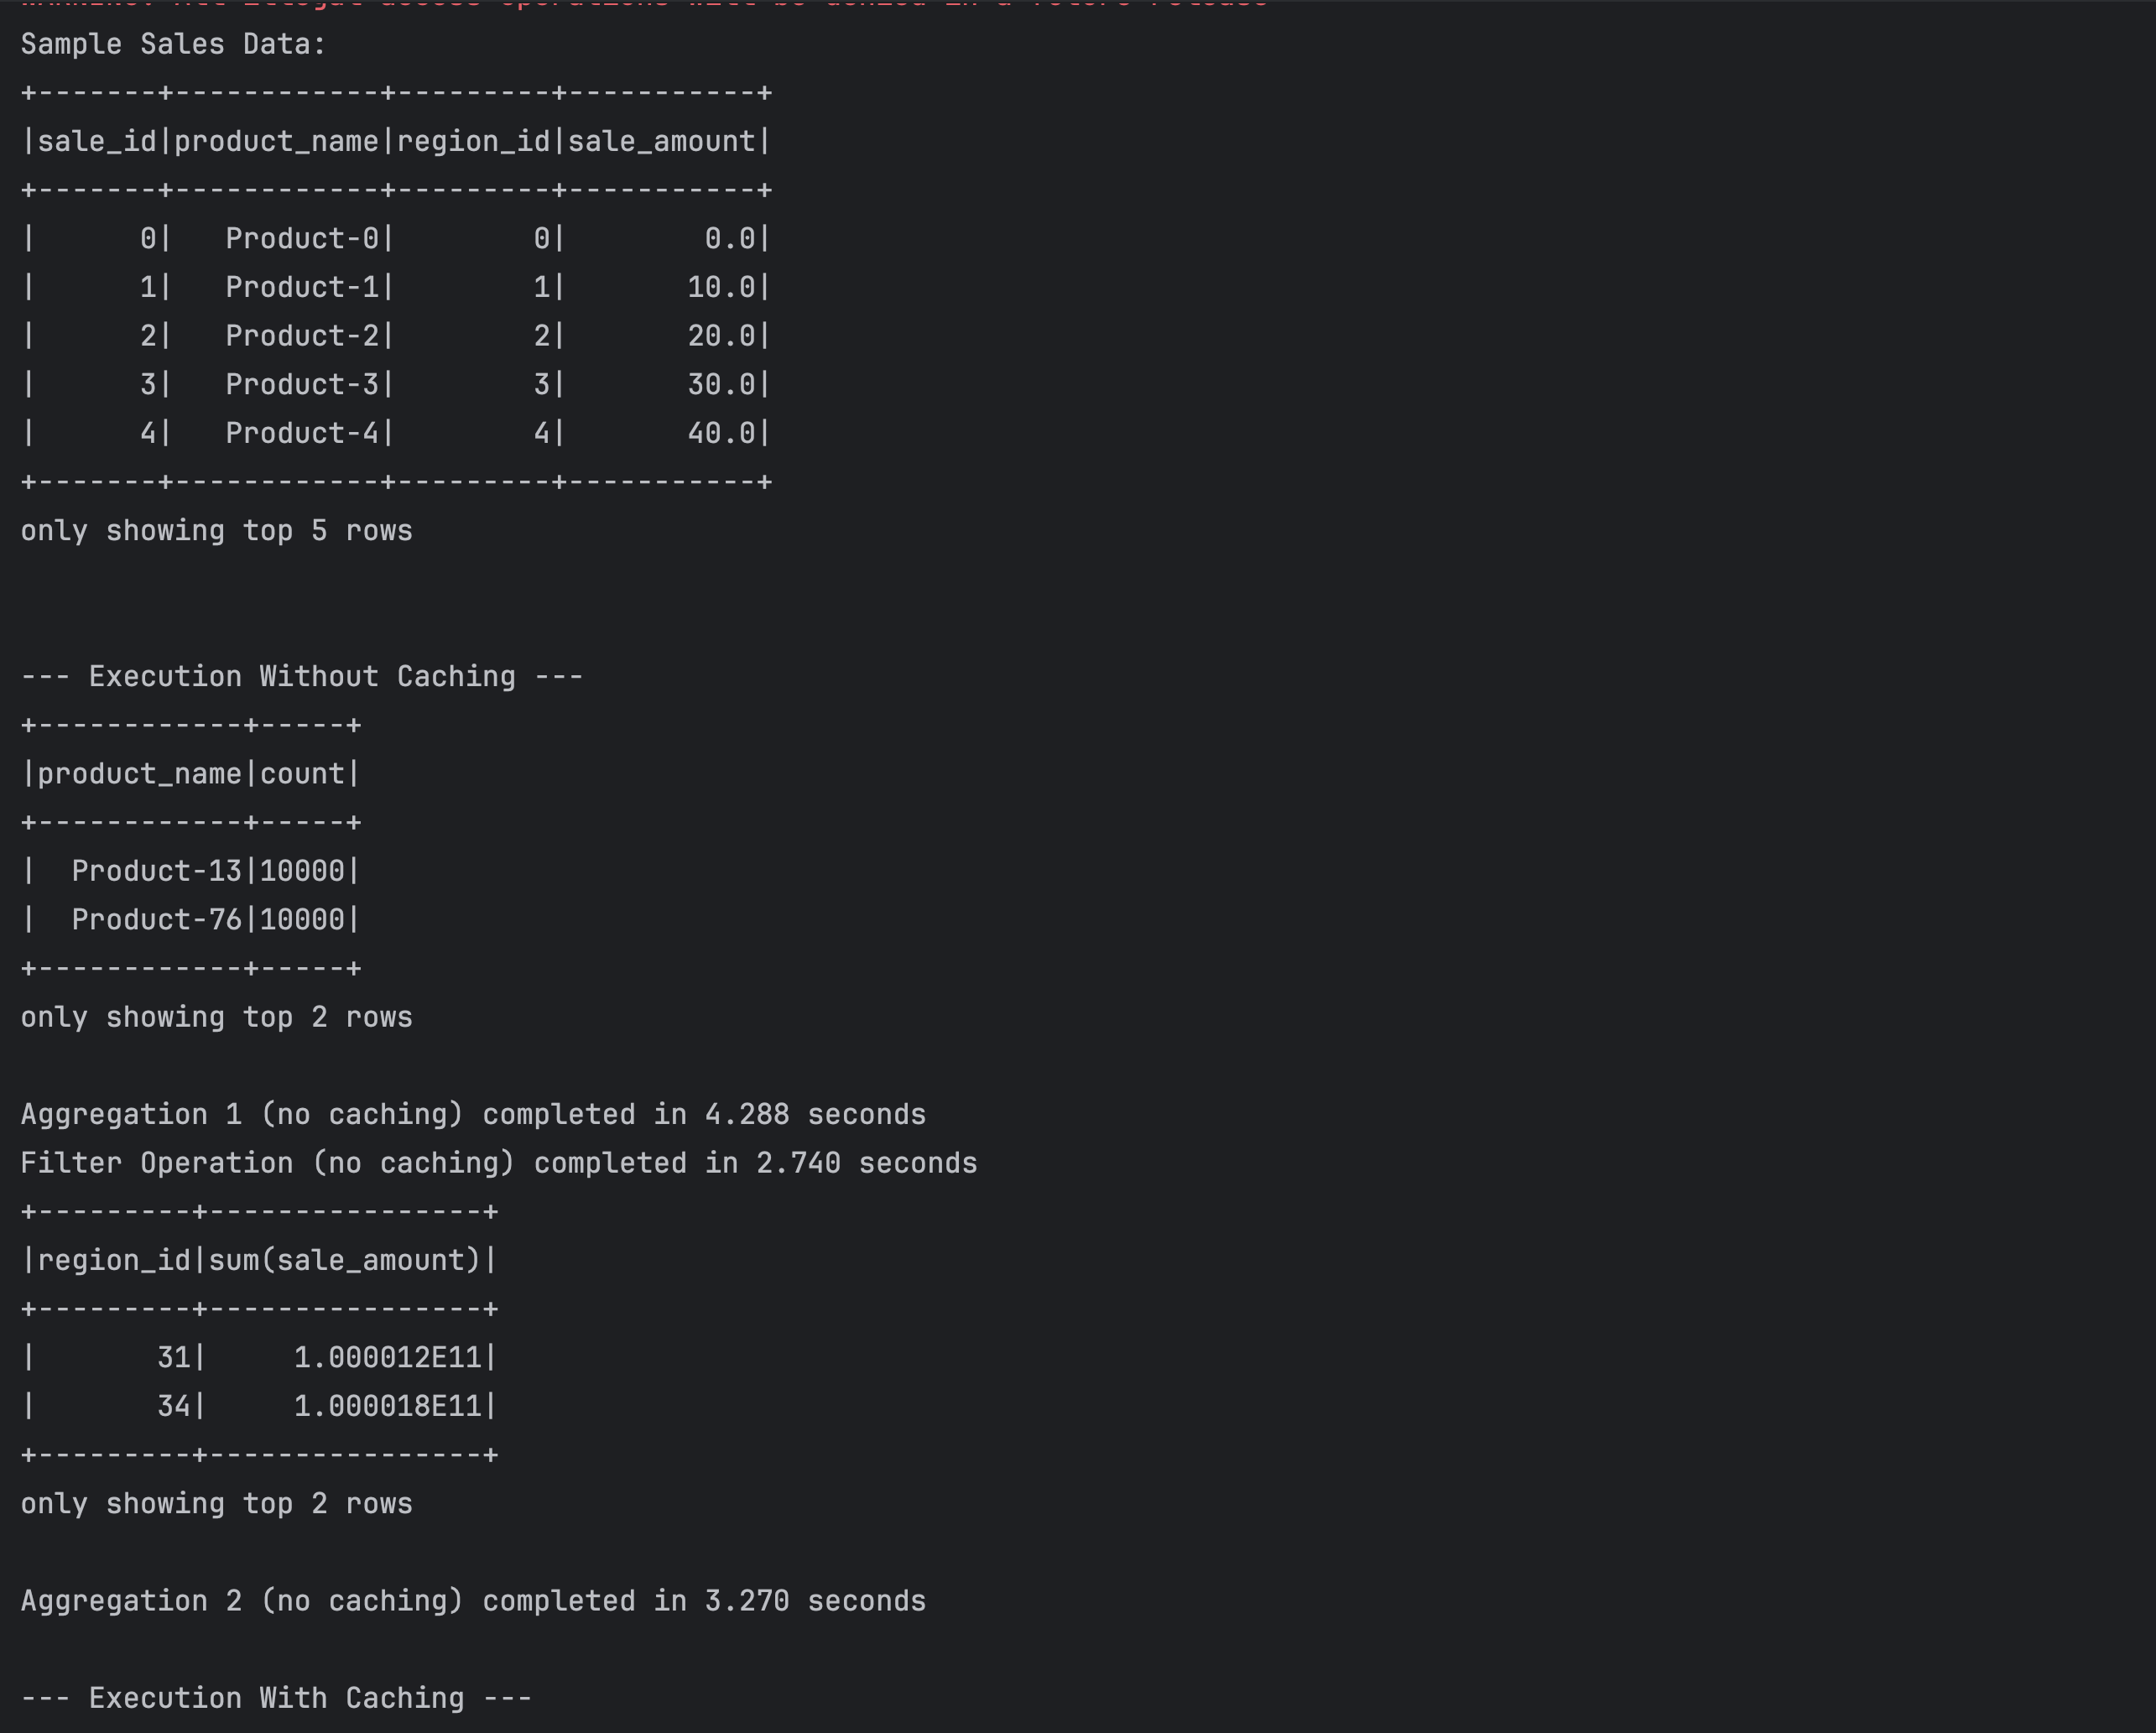 Sample Sales Data:
+-------+------------+---------+-----------+
|sale_id|product_name|region_id|sale_amount|
+-------+------------+---------+-----------+
|      0|   Product-0|        0|        0.0|
|      1|   Product-1|        1|       10.0|
|      2|   Product-2|        2|       20.0|
|      3|   Product-3|        3|       30.0|
|      4|   Product-4|        4|       40.0|
+-------+------------+---------+-----------+
only showing top 5 rows
--- Execution Without Caching ---
+------------+-----+
|product_name|count|
+------------+-----+
|  Product-13|10000|
|  Product-76|10000|
+------------+-----+
only showing top 2 rows
Aggregation 1 (no caching) completed in 4.288 seconds
Filter Operation (no caching) completed in 2.740 seconds
+---------+----------------+
|region_id|sum(sale_amount)|
+---------+----------------+
|       31|     1.000012E11|
|       34|     1.000018E11|
+---------+----------------+
only showing top 2 rows
Aggregation 2 (no caching) completed in 3.270 seconds
--- Execution With Caching ---